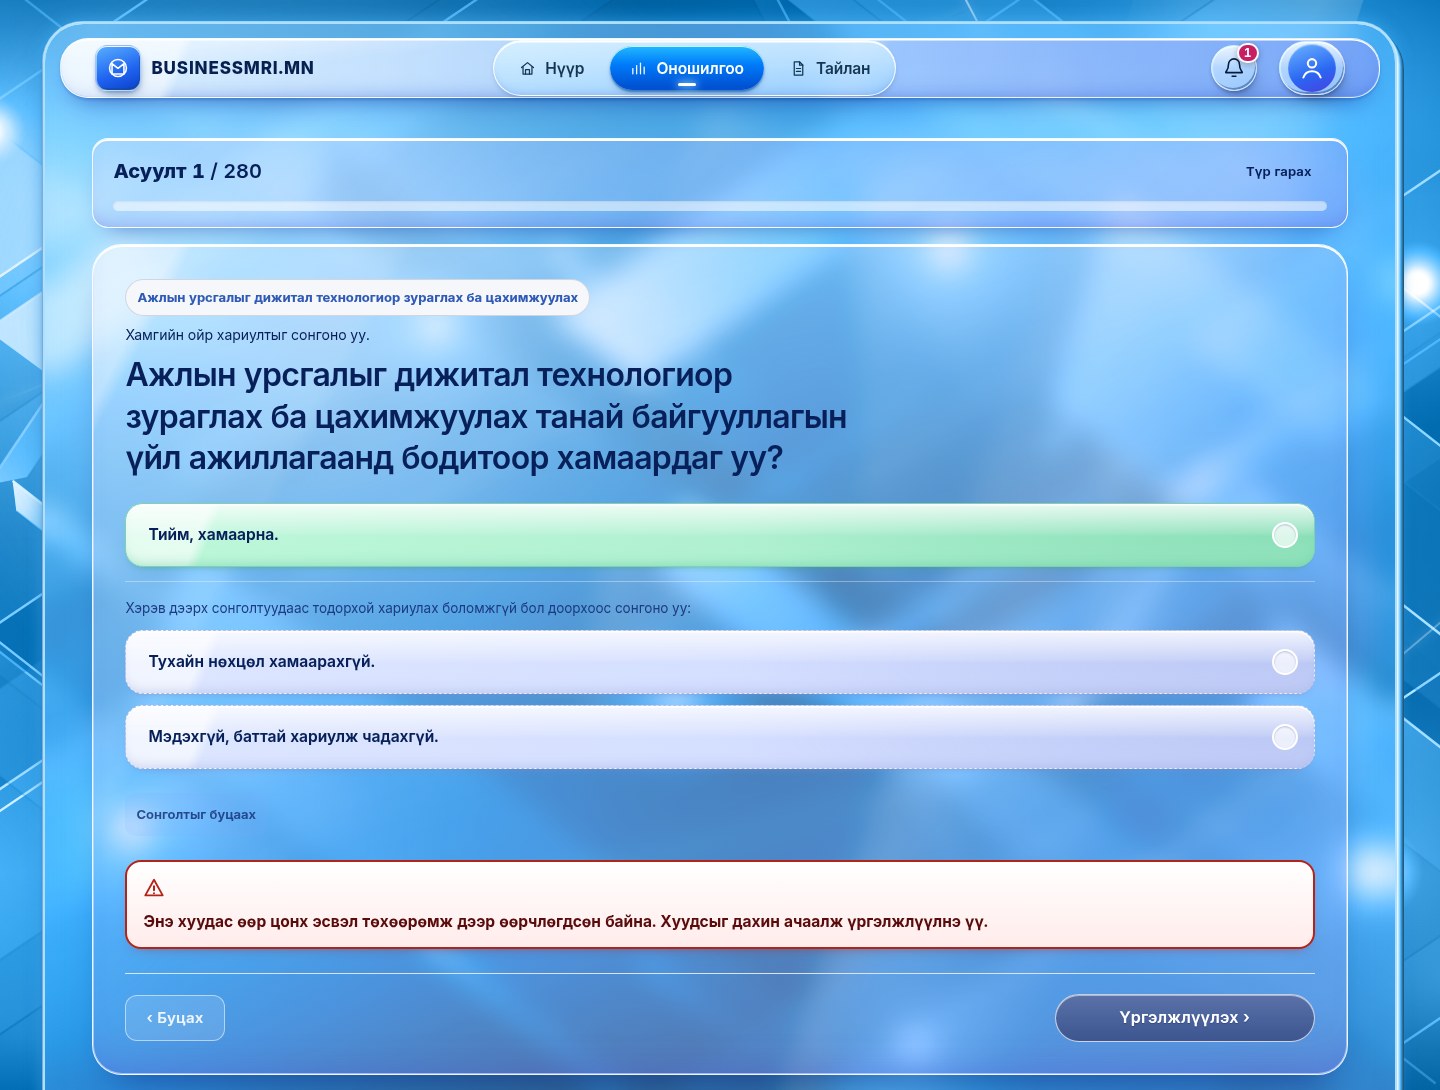 BUSINESSMRI.MN
Нүүр
Оношилгоо
Тайлан
1
Асуулт 1 / 280
Түр гарах
Ажлын урсгалыг дижитал технологиор зураглах ба цахимжуулах
Хамгийн ойр хариултыг сонгоно уу.
Ажлын урсгалыг дижитал технологиор
зураглах ба цахимжуулах танай байгууллагын
үйл ажиллагаанд бодитоор хамаардаг уу?
Тийм, хамаарна.
Хэрэв дээрх сонголтуудаас тодорхой хариулах боломжгүй бол доорхоос сонгоно уу:
Тухайн нөхцөл хамаарахгүй.
Мэдэхгүй, баттай хариулж чадахгүй.
Сонголтыг буцаах
Энэ хуудас өөр цонх эсвэл төхөөрөмж дээр өөрчлөгдсөн байна. Хуудсыг дахин ачаалж үргэлжлүүлнэ үү.
‹ Буцах
Үргэлжлүүлэх ›